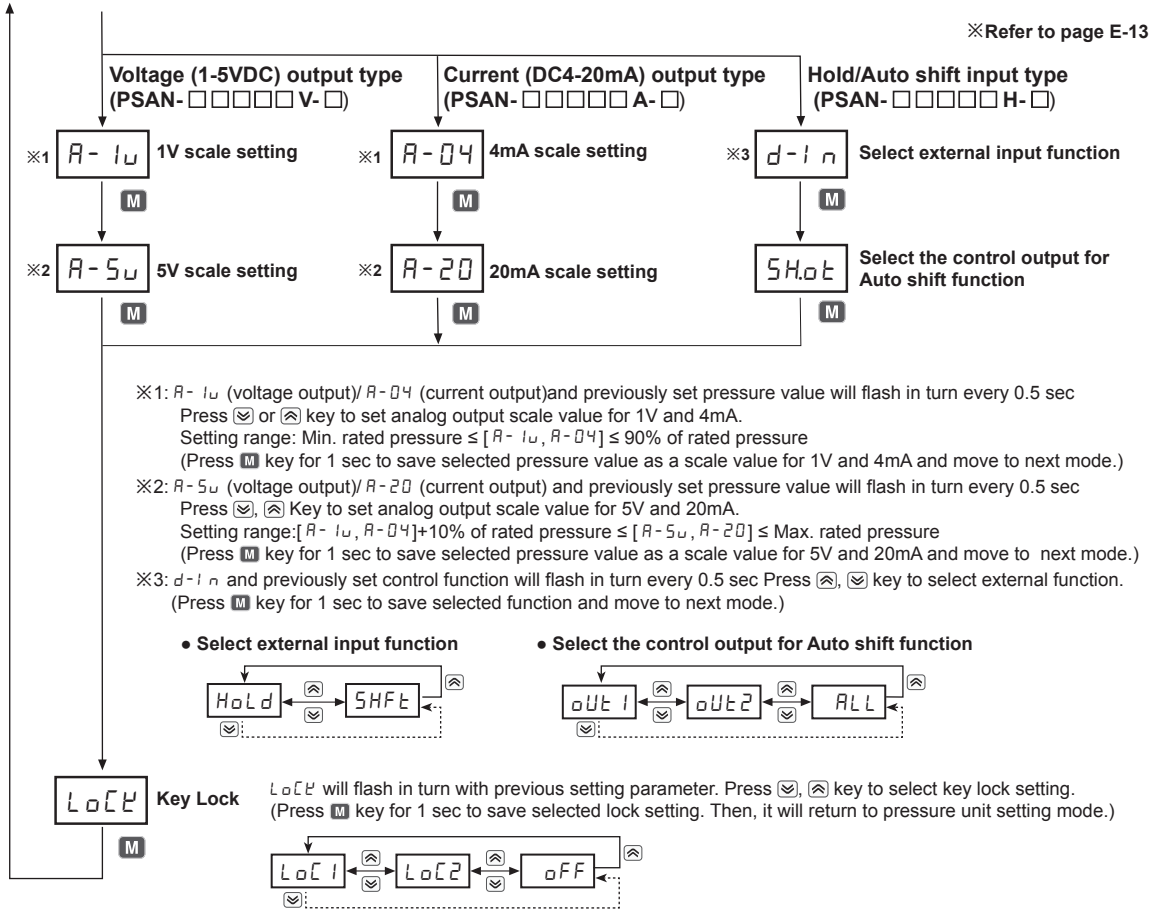 ※Refer to page E-13
Voltage (1-5VDC) output type
(PSAN- □□□□□ V- □)
Current (DC4-20mA) output type
(PSAN- □□□□□ A- □)
Hold/Auto shift input type
(PSAN- □□□□□ H- □)
※1 A- 1v 1V scale setting
※1 A-04 4mA scale setting
※3 d-I n Select external input function
M
M
M
※2 A-5v 5V scale setting
※2 A-20 20mA scale setting
SH.ot Select the control output for
Auto shift function
M
M
M
※1: A- 1v (voltage output)/ A-04 (current output)and previously set pressure value will flash in turn every 0.5 sec
Press or key to set analog output scale value for 1V and 4mA.
Setting range: Min. rated pressure ≤ [ A- 1v, A-04] ≤ 90% of rated pressure
(Press M key for 1 sec to save selected pressure value as a scale value for 1V and 4mA and move to next mode.)
※2: A-5v (voltage output)/ A-20 (current output) and previously set pressure value will flash in turn every 0.5 sec
Press , Key to set analog output scale value for 5V and 20mA.
Setting range:[ A- 1v, A-04]+10% of rated pressure ≤ [ A-5v, A-20] ≤ Max. rated pressure
(Press M key for 1 sec to save selected pressure value as a scale value for 5V and 20mA and move to next mode.)
※3: d-I n and previously set control function will flash in turn every 0.5 sec Press , key to select external function.
(Press M key for 1 sec to save selected function and move to next mode.)
● Select external input function
● Select the control output for Auto shift function
HoLd SHFt
oUt1 oUt2 ALL
LoCK Key Lock
LoCK will flash in turn with previous setting parameter. Press , key to select key lock setting.
(Press M key for 1 sec to save selected lock setting. Then, it will return to pressure unit setting mode.)
M
LoC1 LoC2 oFF